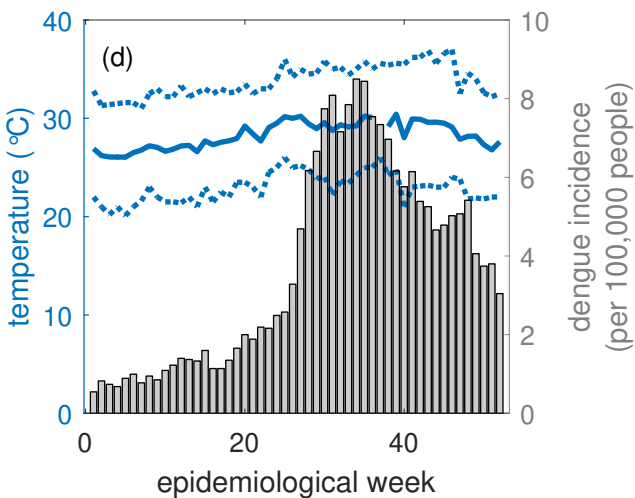 (d)
temperature (°C)
40
30
20
10
0
10
8
6
4
2
0
dengue incidence
(per 100,000 people)
0
20
40
epidemiological week